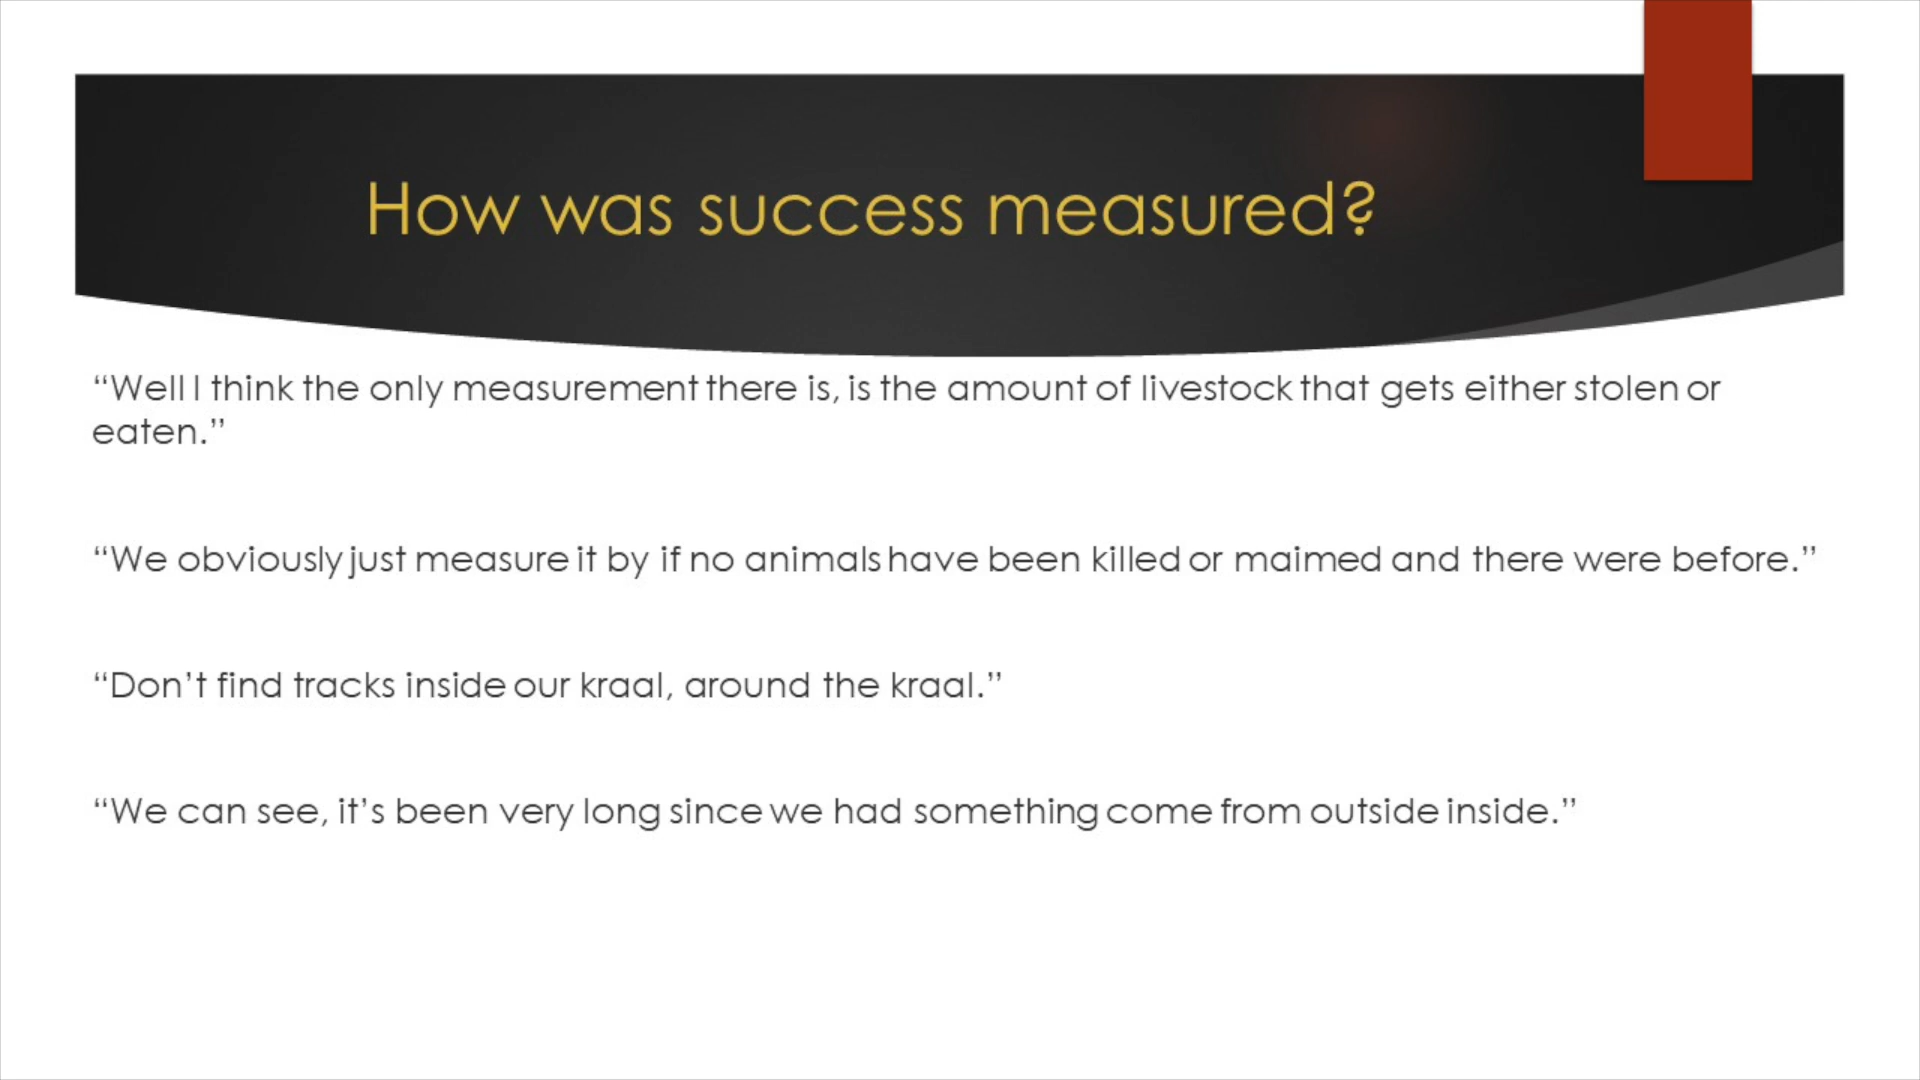 How was success measured?
“Well I think the only measurement there is, is the amount of livestock that gets either stolen or
eaten.”
“We obviously just measure it by if no animals have been killed or maimed and there were before.”
“Don’t find tracks inside our kraal, around the kraal.”
“We can see, it’s been very long since we had something come from outside inside.”